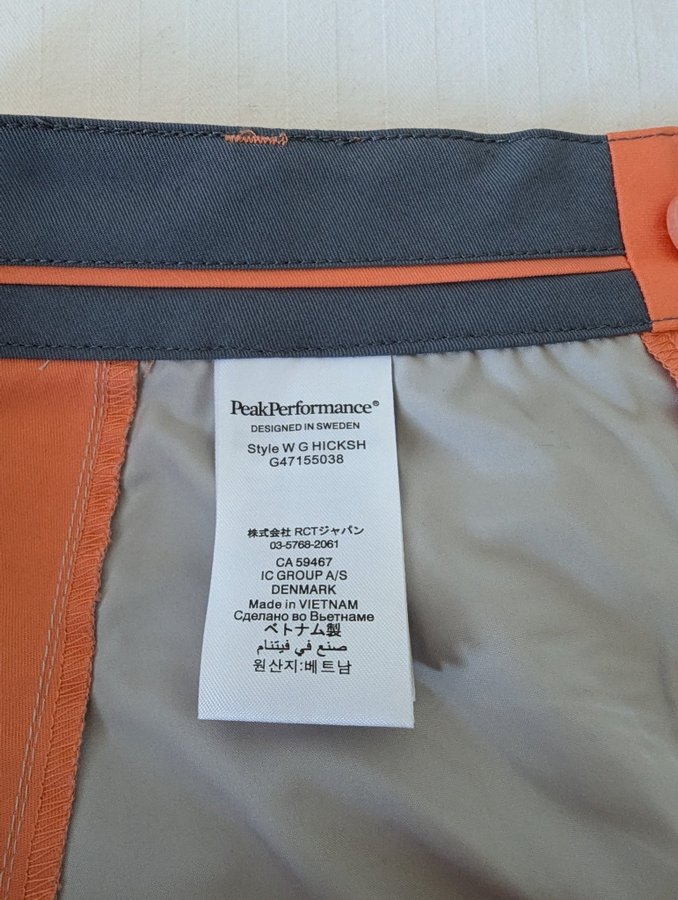 PeakPerformance®
DESIGNED IN SWEDEN
Style W G HICKSH
G47155038
株式会社 RCTジャパン
03-5768-2061
CA 59467
IC GROUP A/S
DENMARK
Made in VIETNAM
Сделано во Вьетнаме
ベトナム製
صنع في فيتنام
원산지:베트남